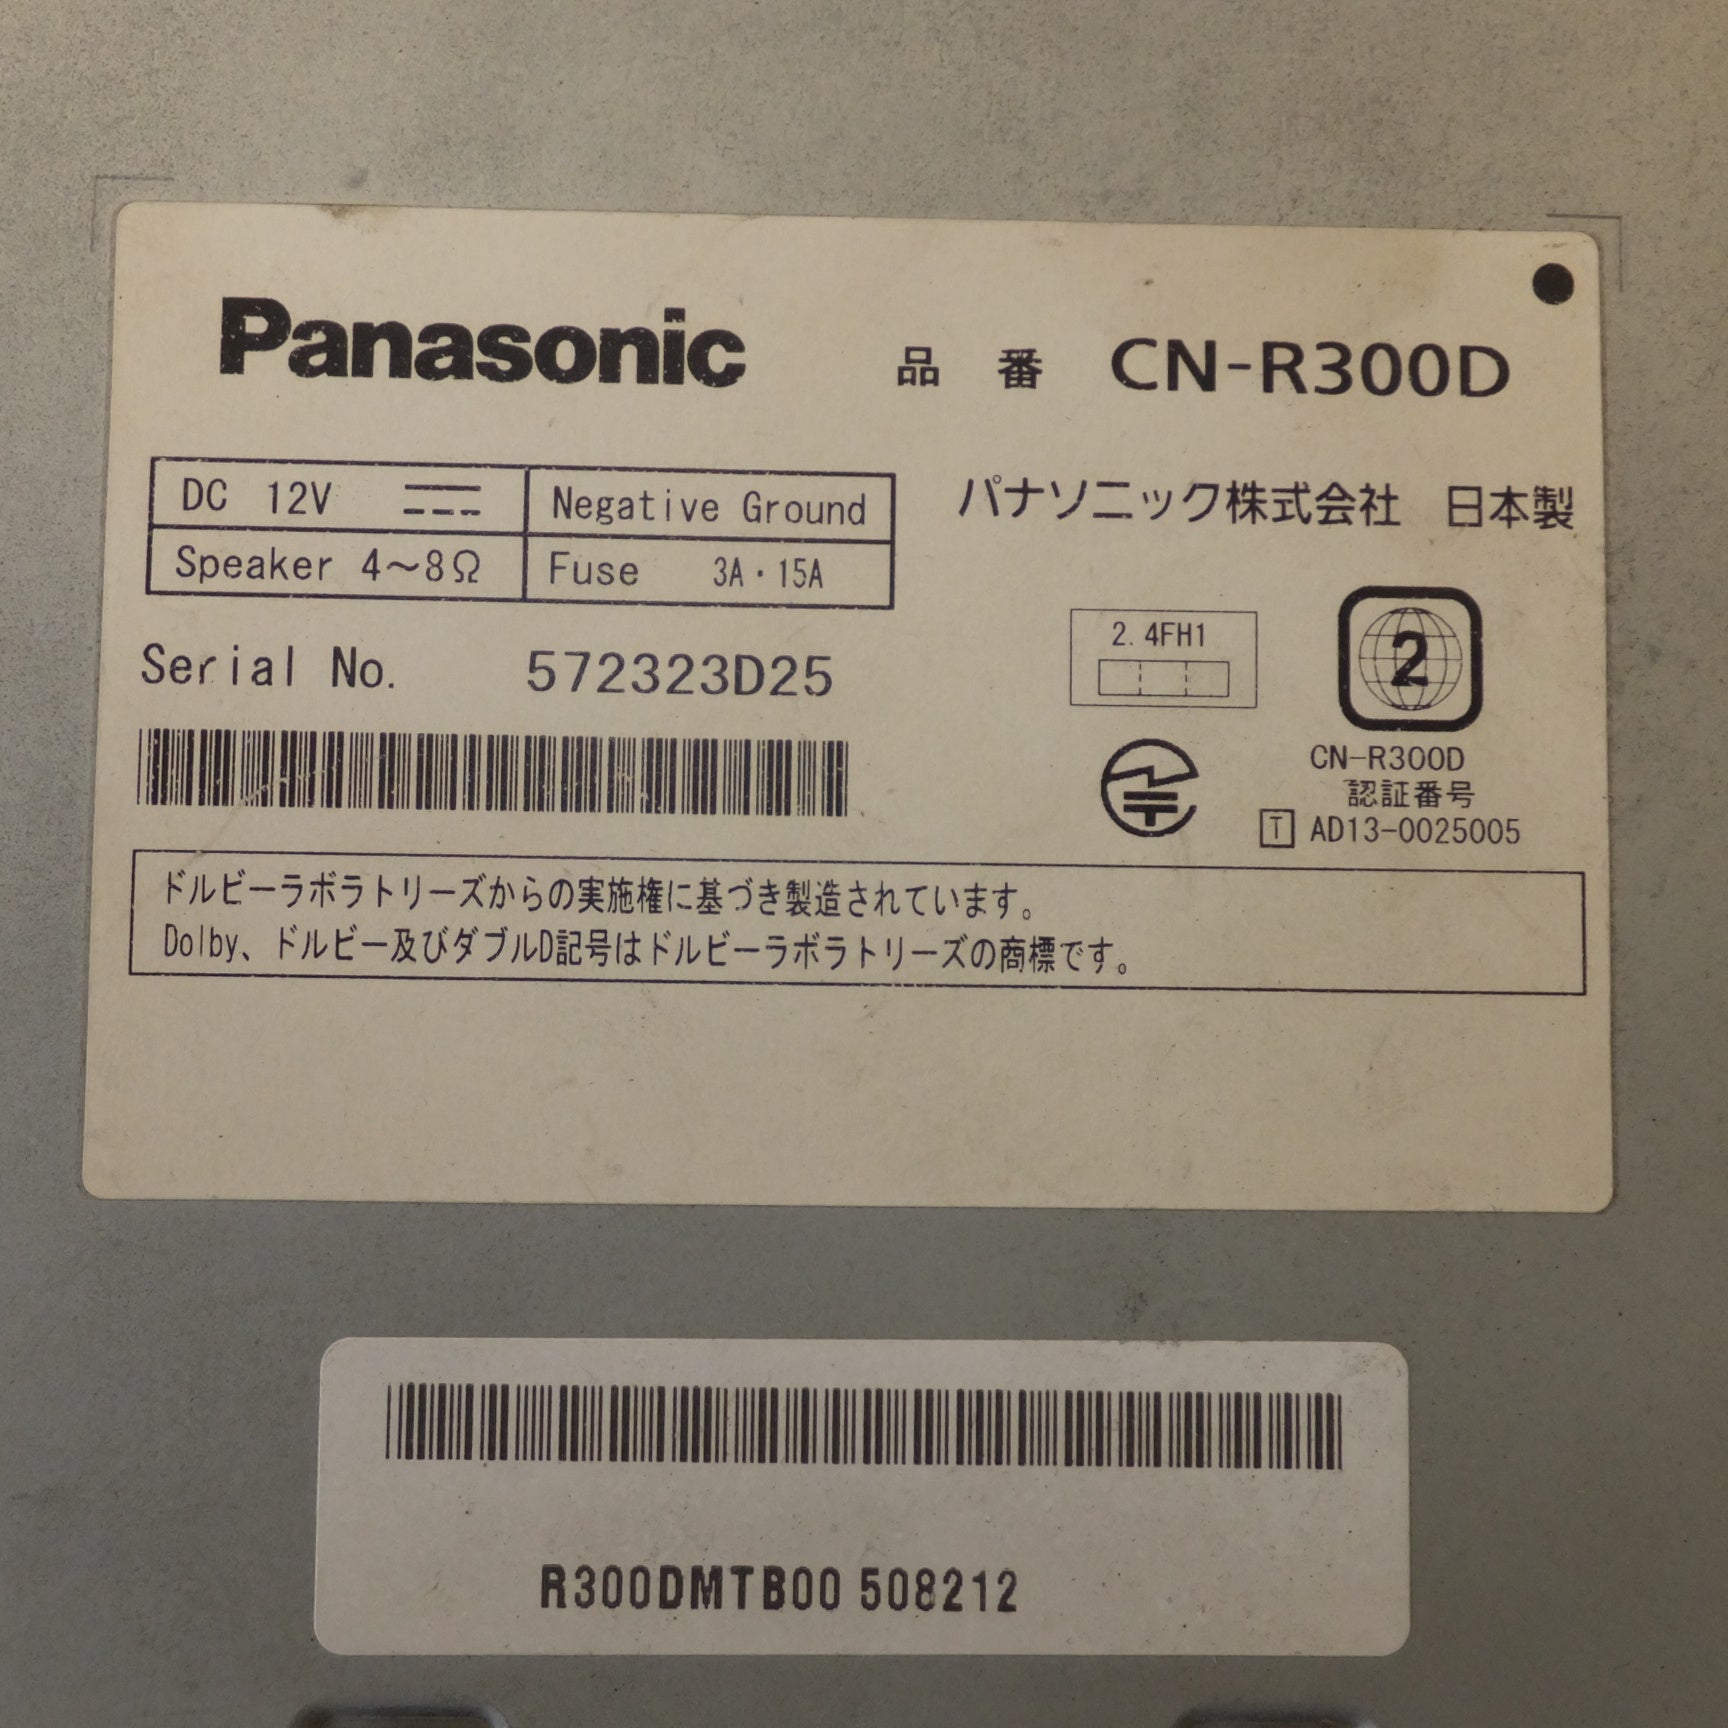 Panasonic 品 番 CN-R300D
DC 12V Negative Ground
Speaker 4～8Ω Fuse 3A・15A
パナソニック株式会社 日本製
Serial No. 572323D25
2.4FH1
2
CN-R300D
認証番号
T AD13-0025005
ドルビーラボラトリーズからの実施権に基づき製造されています。
Dolby、ドルビー及びダブルD記号はドルビーラボラトリーズの商標です。
R300DMTB00 508212